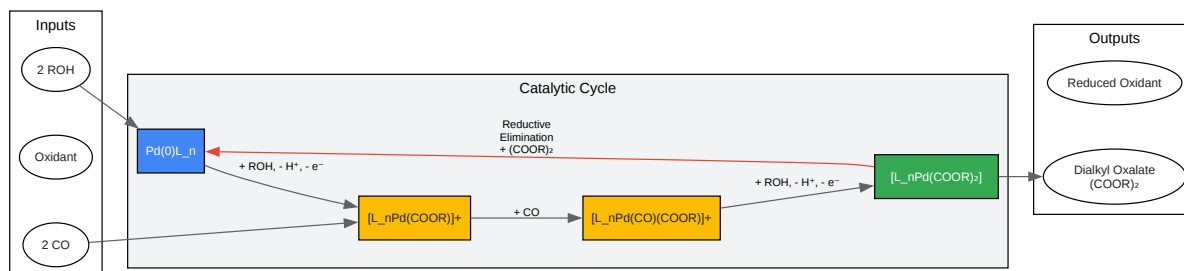 Inputs
2 ROH
Oxidant
2 CO
Catalytic Cycle
Pd(0)L_n
+ ROH, - H⁺, - e⁻
[L_nPd(COOR)]+
+ CO
[L_nPd(CO)(COOR)]+
+ ROH, - H⁺, - e⁻
[L_nPd(COOR)₂]
Reductive
Elimination
+ (COOR)₂
Outputs
Reduced Oxidant
Dialkyl Oxalate
(COOR)₂